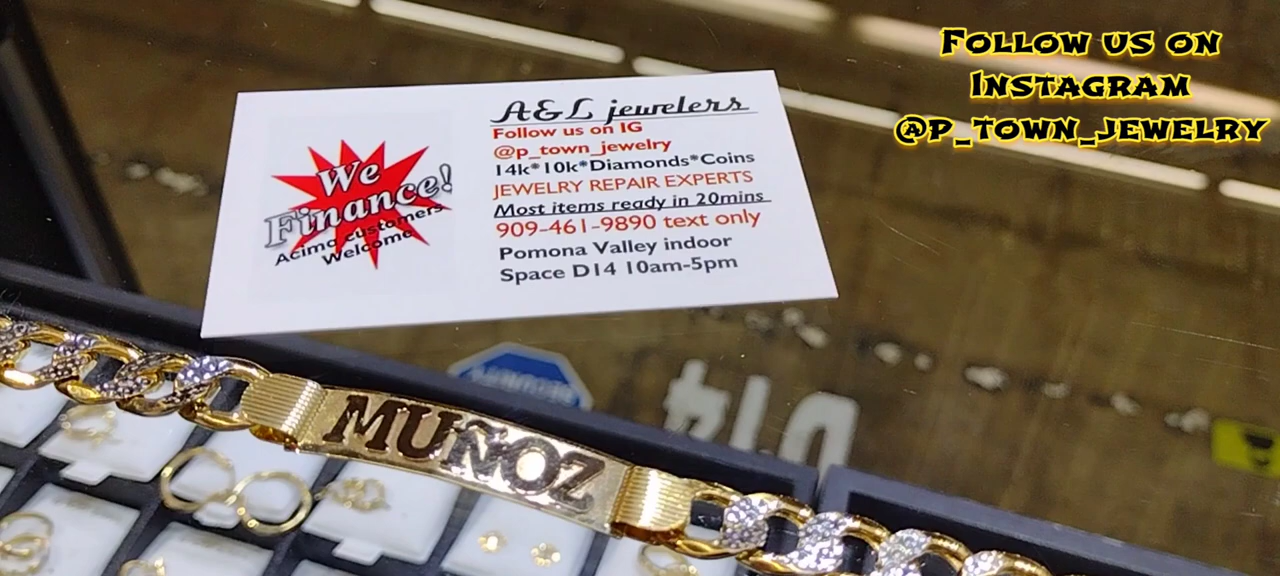 Follow us on
Instagram
@p_town_jewelry
We
Finance!
Acima customers
Welcome
A&L jewelers
Follow us on IG
@p_town_jewelry
14k*10k*Diamonds*Coins
JEWELRY REPAIR EXPERTS
Most items ready in 20mins
909-461-9890 text only
Pomona Valley indoor
Space D14 10am-5pm
MUÑOZ
D14